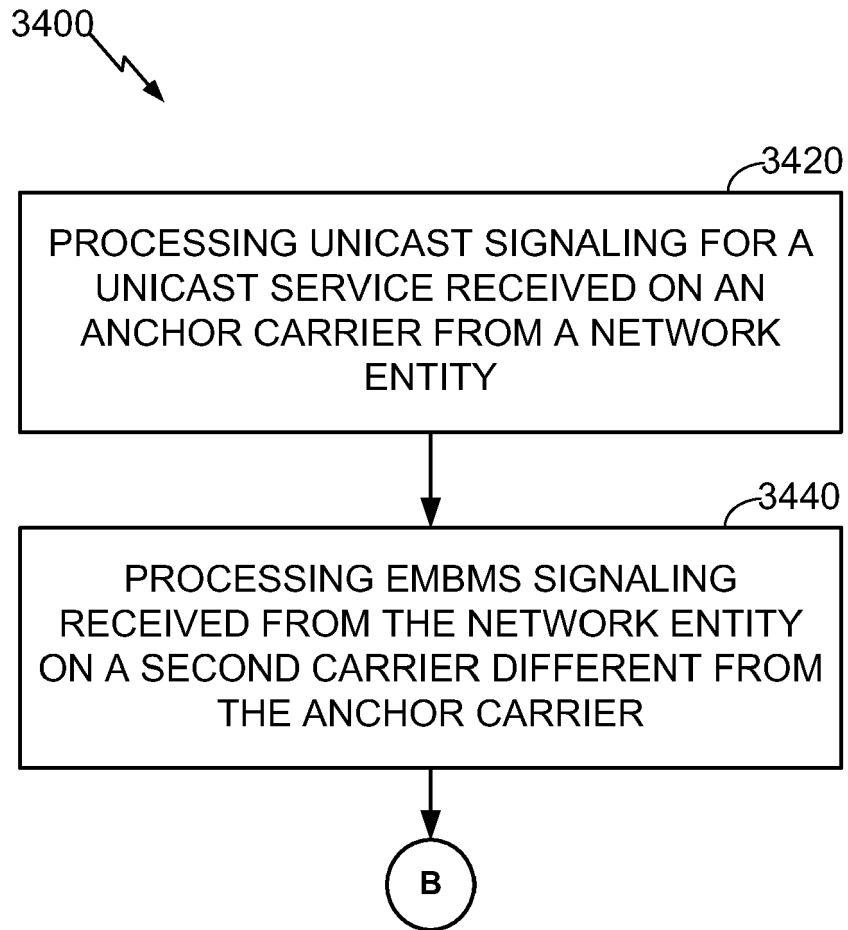 3400
3420
PROCESSING UNICAST SIGNALING FOR A
UNICAST SERVICE RECEIVED ON AN
ANCHOR CARRIER FROM A NETWORK
ENTITY
3440
PROCESSING EMBMS SIGNALING
RECEIVED FROM THE NETWORK ENTITY
ON A SECOND CARRIER DIFFERENT FROM
THE ANCHOR CARRIER
B